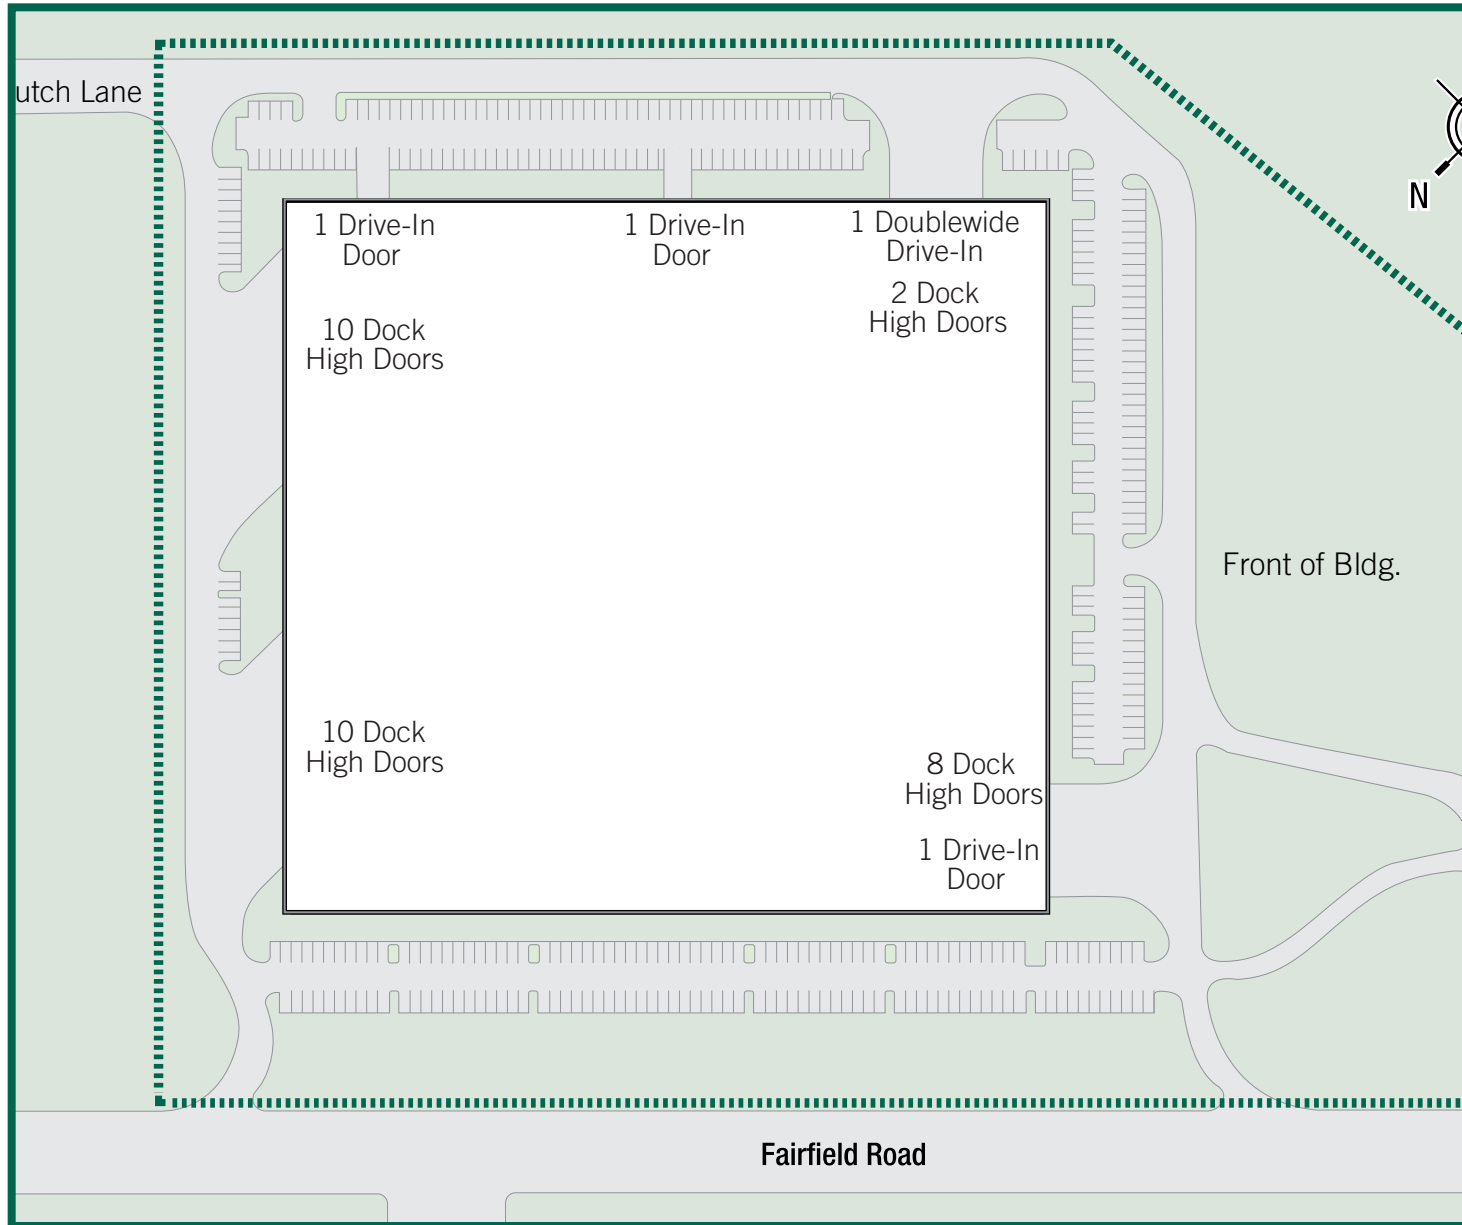 utch Lane
N
1 Drive-In
Door
1 Drive-In
Door
1 Doublewide
Drive-In
2 Dock
High Doors
10 Dock
High Doors
Front of Bldg.
10 Dock
High Doors
8 Dock
High Doors
1 Drive-In
Door
Fairfield Road